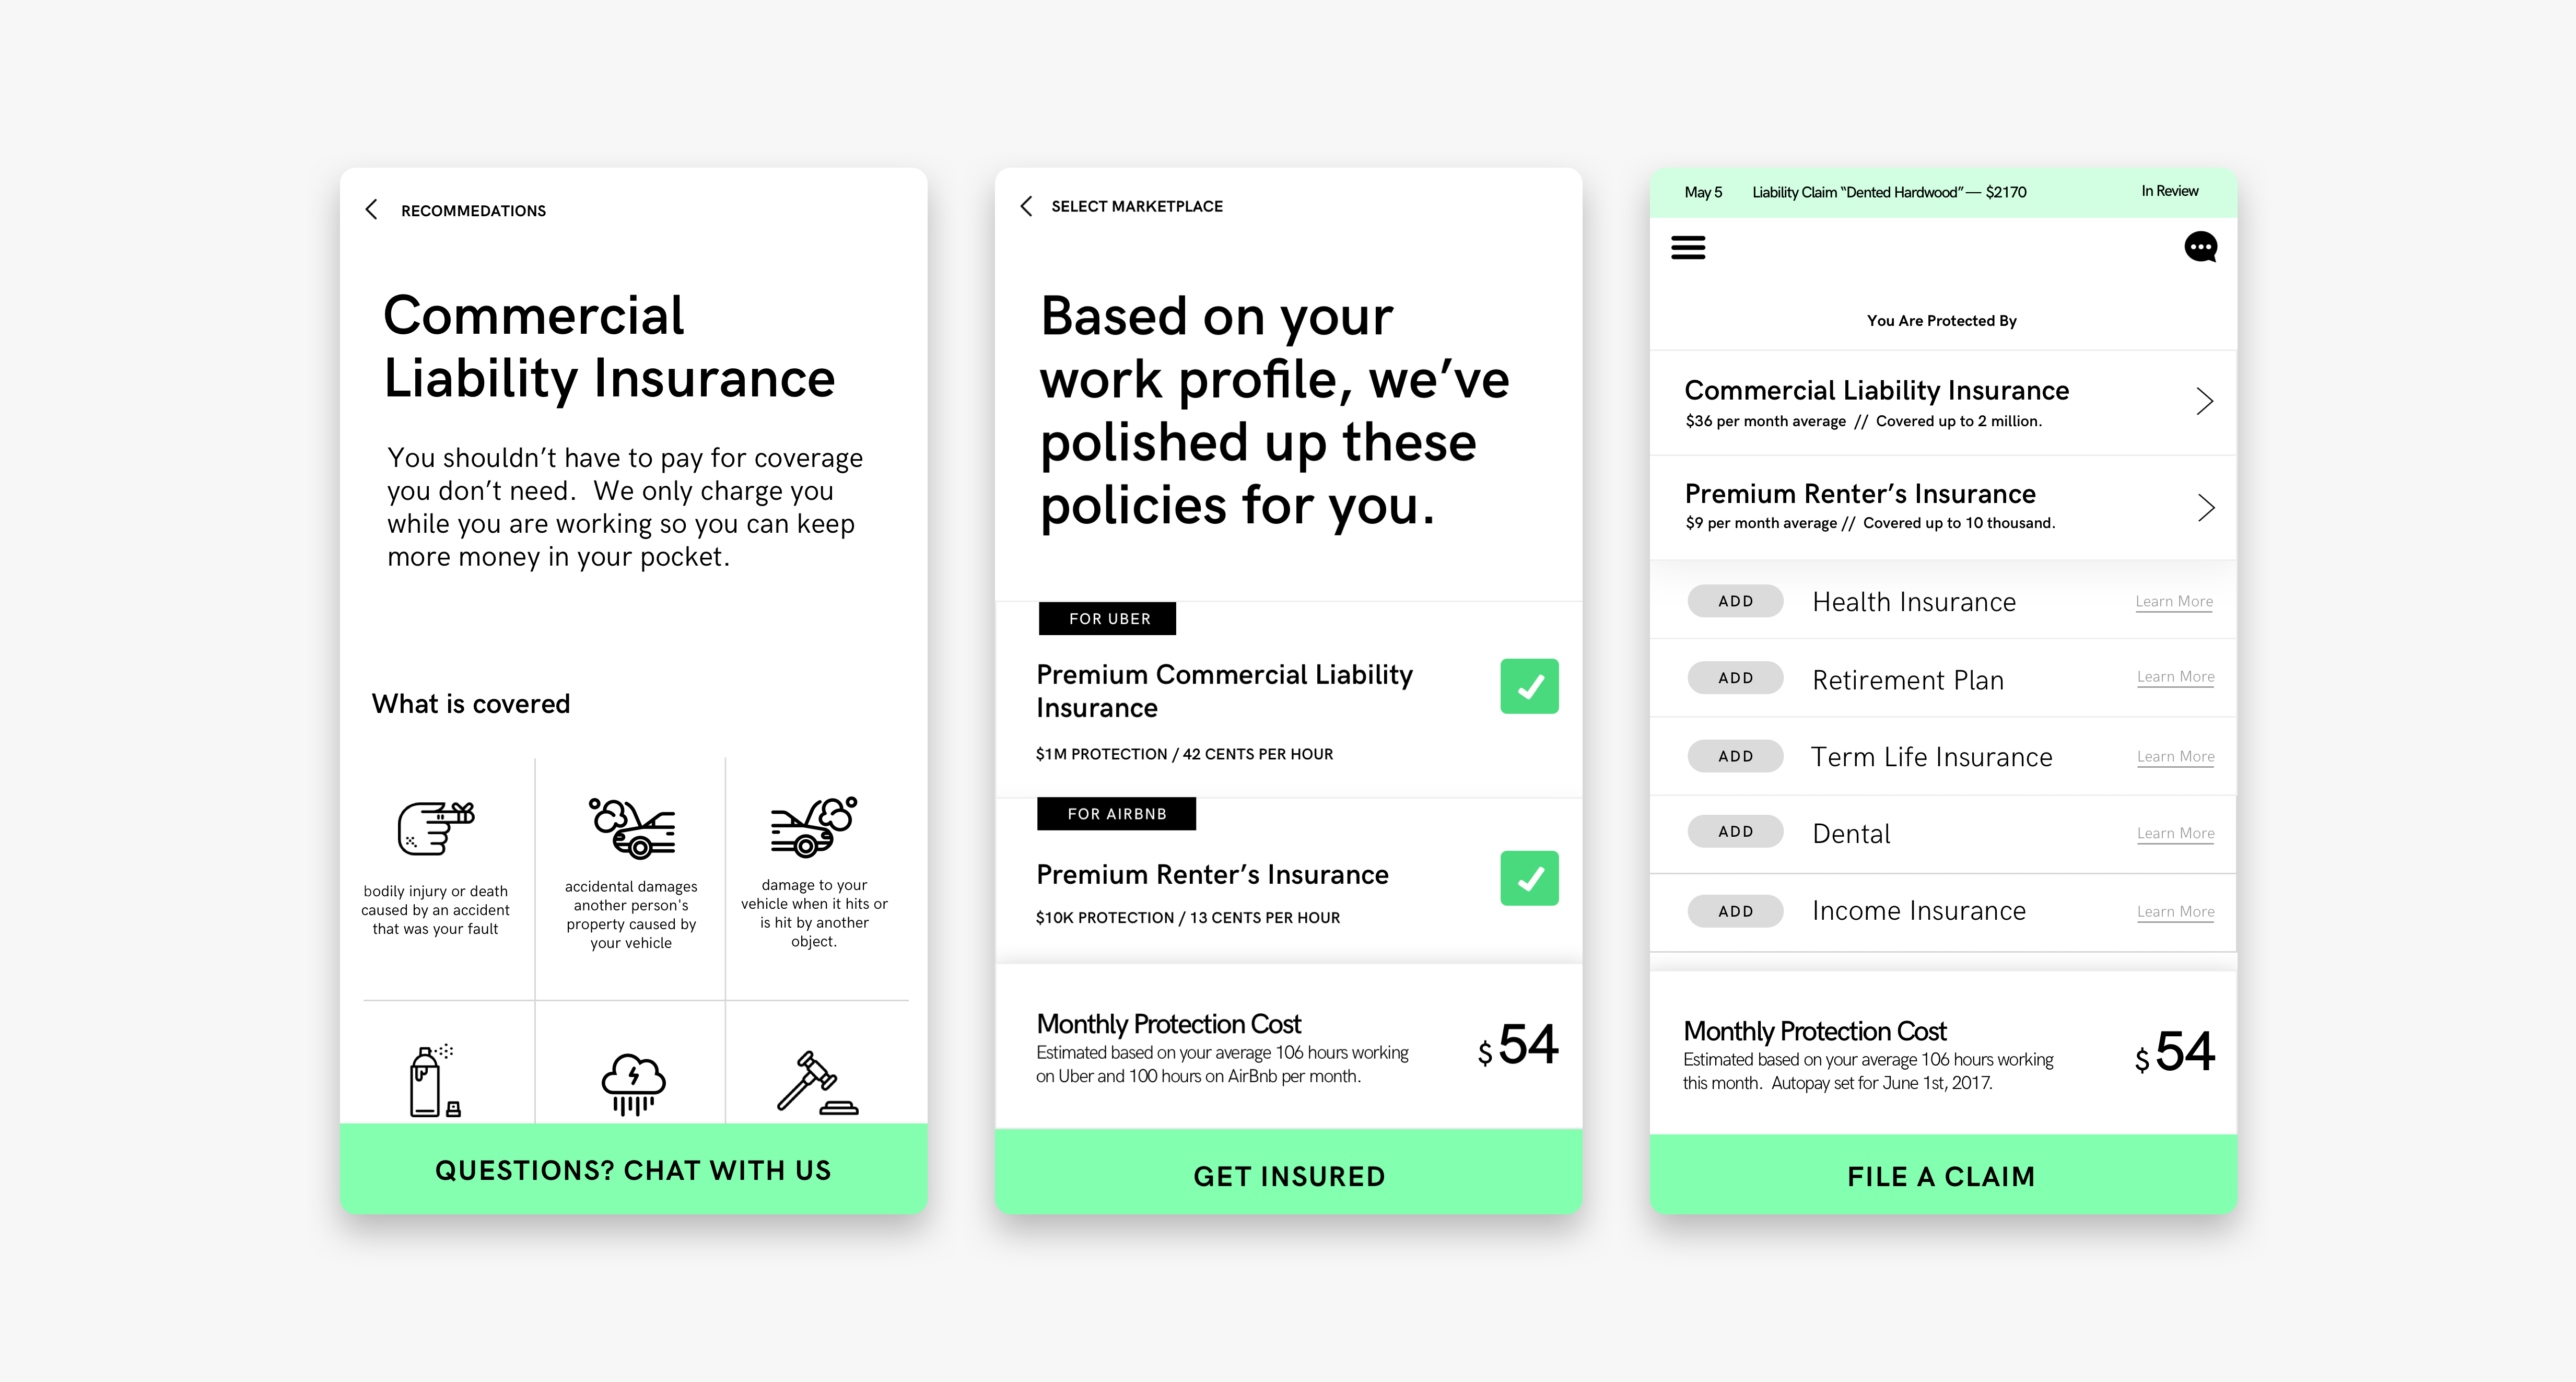 RECOMMEDATIONS
Commercial
Liability Insurance
You shouldn’t have to pay for coverage
you don’t need.  We only charge you
while you are working so you can keep
more money in your pocket.
What is covered
bodily injury or death
caused by an accident
that was your fault
accidental damages
another person's
property caused by
your vehicle
damage to your
vehicle when it hits or
is hit by another
object.
QUESTIONS? CHAT WITH US
SELECT MARKETPLACE
Based on your
work profile, we’ve
polished up these
policies for you.
FOR UBER
Premium Commercial Liability
Insurance
$1M PROTECTION / 42 CENTS PER HOUR
FOR AIRBNB
Premium Renter’s Insurance
$10K PROTECTION / 13 CENTS PER HOUR
Monthly Protection Cost
Estimated based on your average 106 hours working
on Uber and 100 hours on AirBnb per month.
$ 54
GET INSURED
May 5 Liability Claim “Dented Hardwood” — $2170 In Review
You Are Protected By
Commercial Liability Insurance
$36 per month average // Covered up to 2 million.
Premium Renter’s Insurance
$9 per month average // Covered up to 10 thousand.
ADD Health Insurance Learn More
ADD Retirement Plan Learn More
ADD Term Life Insurance Learn More
ADD Dental Learn More
ADD Income Insurance Learn More
Monthly Protection Cost
Estimated based on your average 106 hours working
this month.  Autopay set for June 1st, 2017.
$ 54
FILE A CLAIM